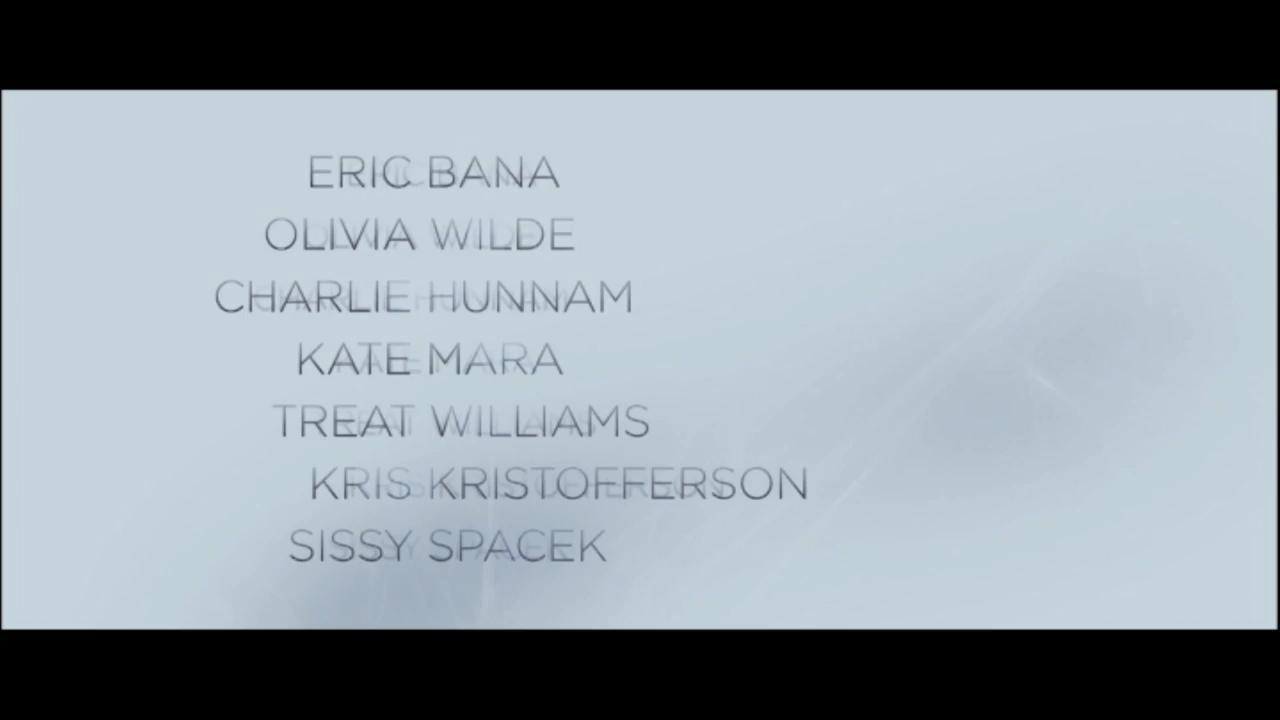 ERIC BANA
OLIVIA WILDE
CHARLIE HUNNAM
KATE MARA
TREAT WILLIAMS
KRIS KRISTOFFERSON
SISSY SPACEK